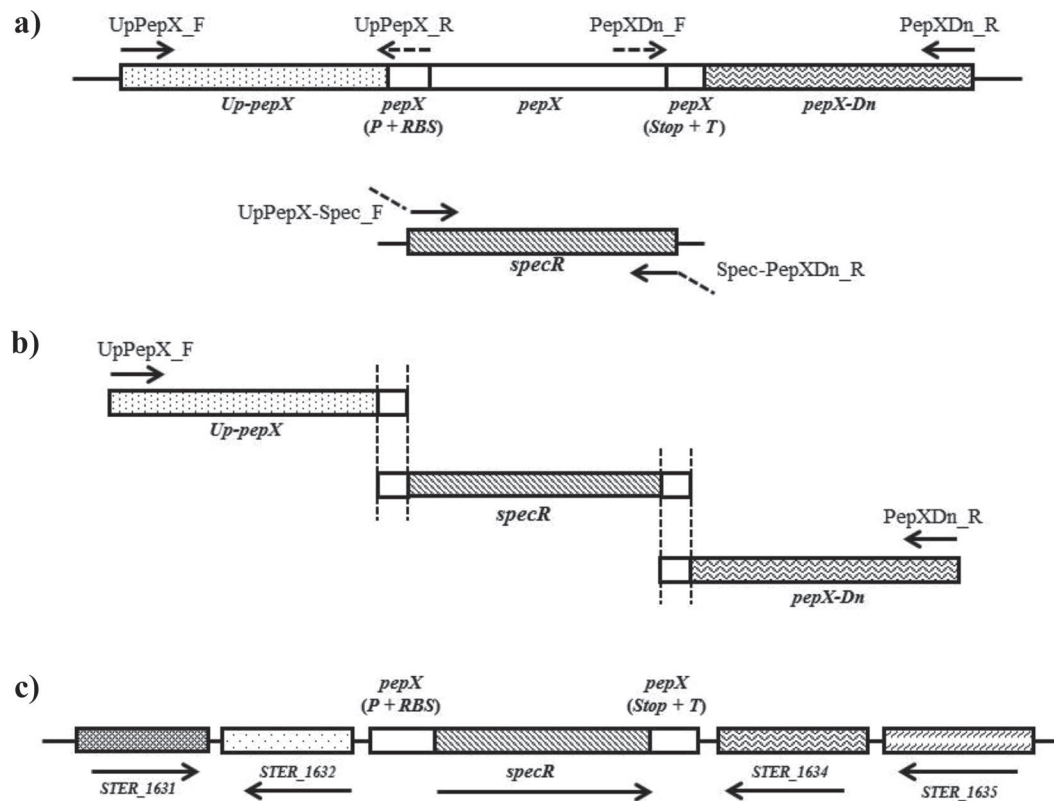 a)
UpPepX_F UpPepX_R PepXDn_F PepXDn_R
Up-pepX pepX pepX pepX pepX-Dn
(P + RBS) (Stop + T)
UpPepX-Spec_F
specR
Spec-PepXDn_R
b)
UpPepX_F
Up-pepX
specR
PepXDn_R
pepX-Dn
c)
pepX pepX
(P + RBS) (Stop + T)
STER_1631 STER_1632 specR STER_1634 STER_1635